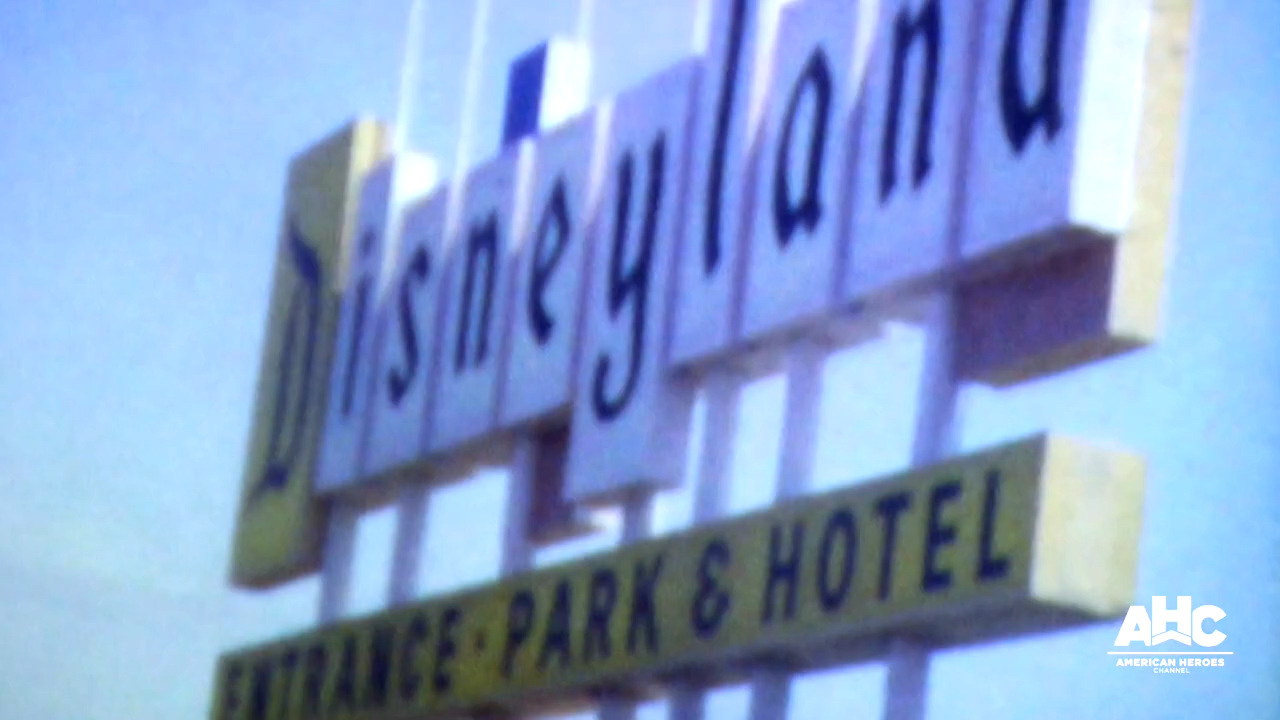 Disneyland
ENTRANCE · PARK & HOTEL
AHC
AMERICAN HEROES
CHANNEL